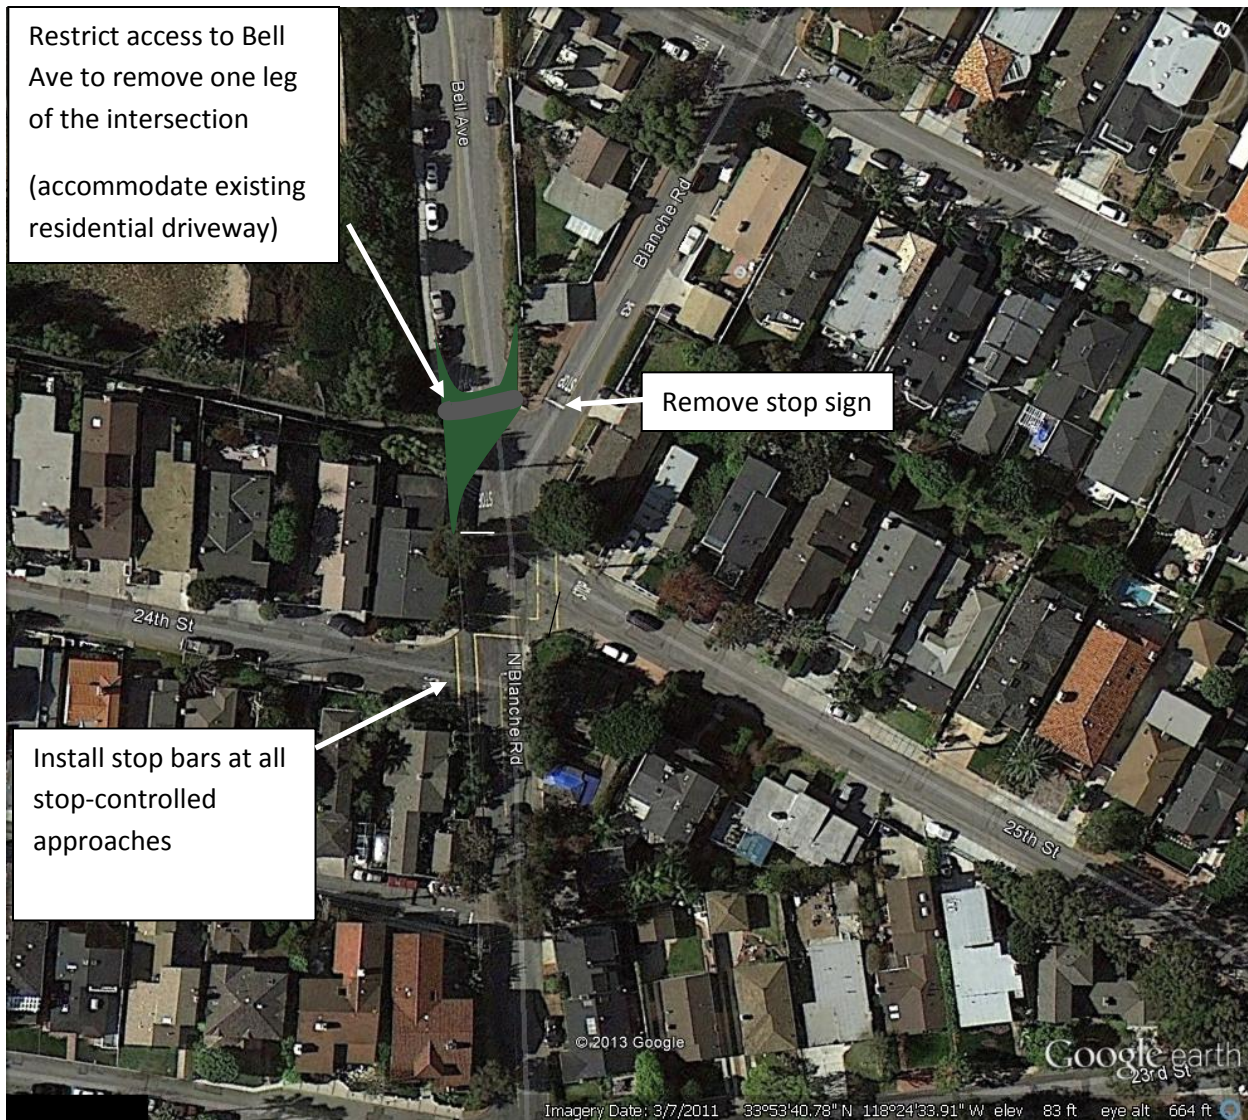 Restrict access to Bell
Ave to remove one leg
of the intersection
(accommodate existing
residential driveway)
Bell Ave
Blanche Rd
STOP
Remove stop sign
STOP
STOP
24th St
N Blanche Rd
Install stop bars at all
stop-controlled
approaches
25th St
© 2013 Google
Google earth
23rd St
Imagery Date: 3/7/2011 33°53'40.78" N 118°24'33.91" W elev 83 ft eye alt 664 ft